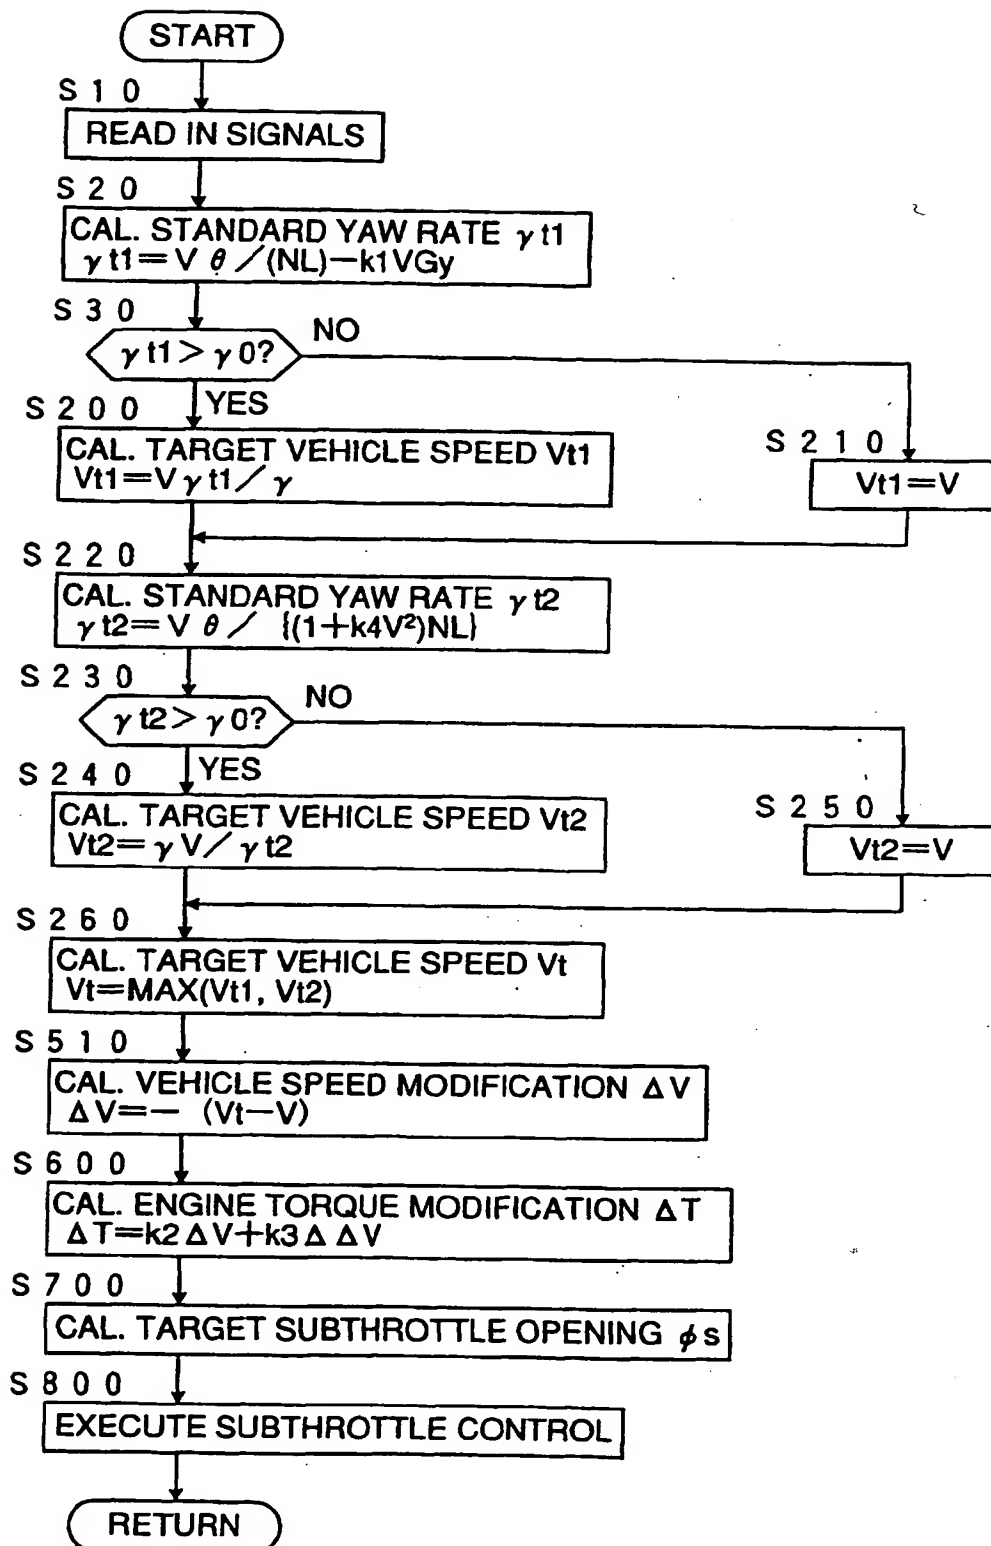 START
S10
READ IN SIGNALS
S20
CAL. STANDARD YAW RATE γt1
γt1=Vθ/(NL)−k1VGy
S30
γt1>γ0?
NO
YES
S200
CAL. TARGET VEHICLE SPEED Vt1
Vt1=Vγt1/γ
S210
Vt1=V
S220
CAL. STANDARD YAW RATE γt2
γt2=Vθ/{(1+k4V²)NL}
S230
γt2>γ0?
NO
YES
S240
CAL. TARGET VEHICLE SPEED Vt2
Vt2=γV/γt2
S250
Vt2=V
S260
CAL. TARGET VEHICLE SPEED Vt
Vt=MAX(Vt1, Vt2)
S510
CAL. VEHICLE SPEED MODIFICATION ΔV
ΔV=− (Vt−V)
S600
CAL. ENGINE TORQUE MODIFICATION ΔT
ΔT=k2ΔV+k3ΔΔV
S700
CAL. TARGET SUBTHROTTLE OPENING φs
S800
EXECUTE SUBTHROTTLE CONTROL
RETURN